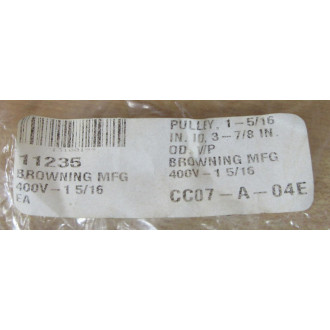 11235
BROWNING MFG
400V-1 5/16
EA
PULLEY, 1-5/16
IN. ID, 3-7/8 IN.
OD, V/P
BROWNING MFG
400V-1 5/16
CC07-A-04E